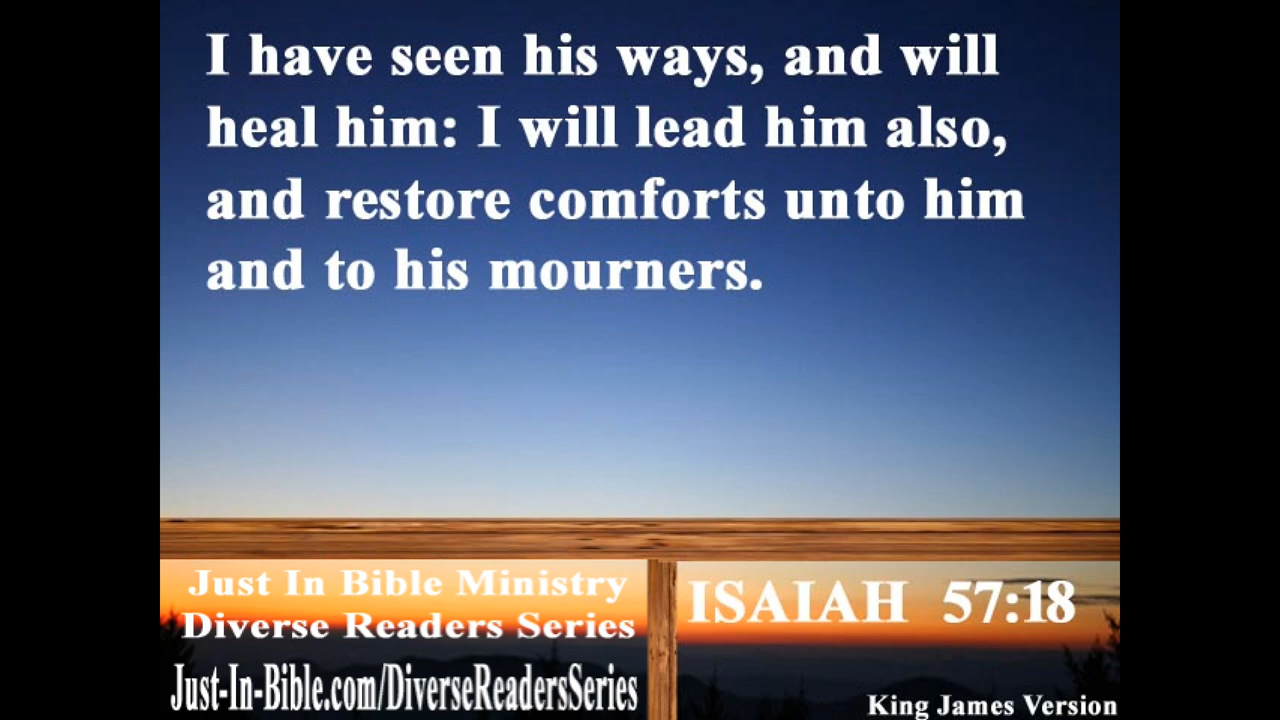 I have seen his ways, and will
heal him: I will lead him also,
and restore comforts unto him
and to his mourners.
Just In Bible Ministry
Diverse Readers Series
Just-In-Bible.com/DiverseReadersSeries
ISAIAH 57:18
King James Version